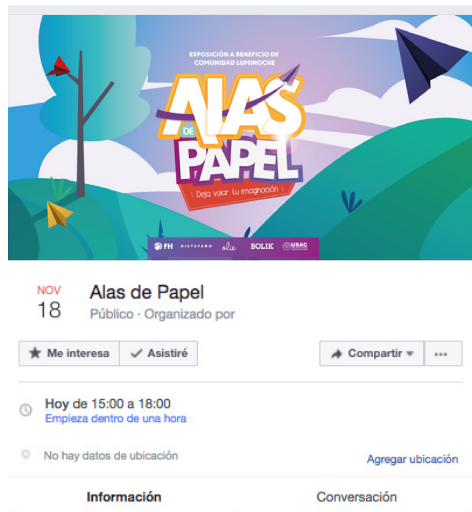 EXPOSICIÓN A BENEFICIO DE
COMUNIDAD LUMINOCHE
ALAS
DE
PAPEL
Deja volar tu imaginación
FH DISTEFANO olie BOLIK USAC
NOV
18
Alas de Papel
Público · Organizado por
Me interesa
Asistiré
Compartir
Hoy de 15:00 a 18:00
Empieza dentro de una hora
No hay datos de ubicación
Agregar ubicación
Información
Conversación